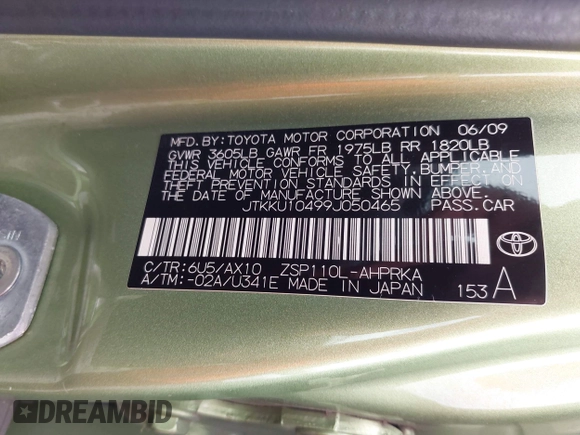 MFD. BY: TOYOTA MOTOR CORPORATION 06/09
GVWR 3605LB GAWR FR 1975LB RR 1820LB
THIS VEHICLE CONFORMS TO ALL APPLICABLE
FEDERAL MOTOR VEHICLE SAFETY, BUMPER, AND
THEFT PREVENTION STANDARDS IN EFFECT ON
THE DATE OF MANUFACTURE SHOWN ABOVE.
JTKKU10499J050465 PASS.CAR
C/TR:6U5/AX10 ZSP110L-AHPRKA
A/TM:-02A/U341E MADE IN JAPAN 153 A
DREAMBID